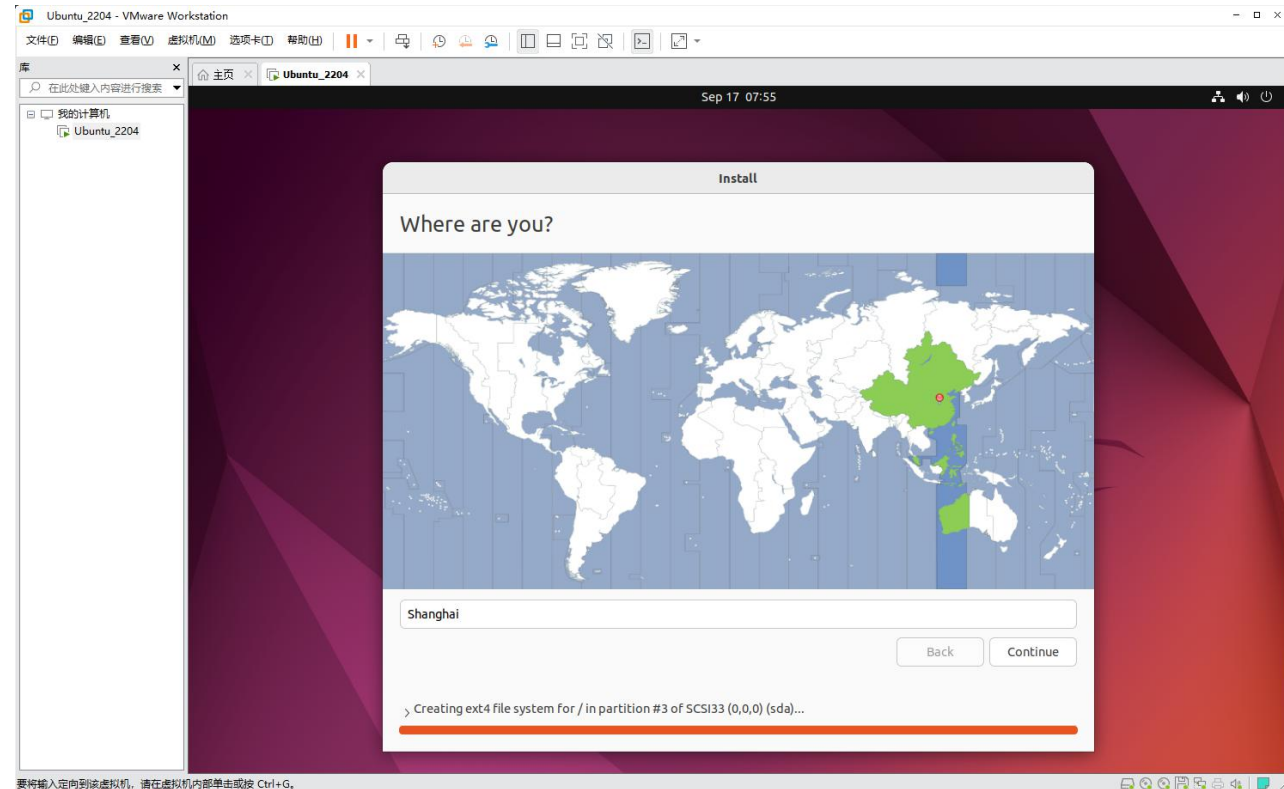 Ubuntu_2204 - VMware Workstation
文件(F) 编辑(E) 查看(V) 虚拟机(M) 选项卡(T) 帮助(H)
库
主页 Ubuntu_2204
在此处键入内容进行搜索
Sep 17 07:55
我的计算机
Ubuntu_2204
Install
Where are you?
Shanghai
Back Continue
Creating ext4 file system for / in partition #3 of SCSI33 (0,0,0) (sda)...
要将输入定向到该虚拟机，请在虚拟机内部单击或按 Ctrl+G。